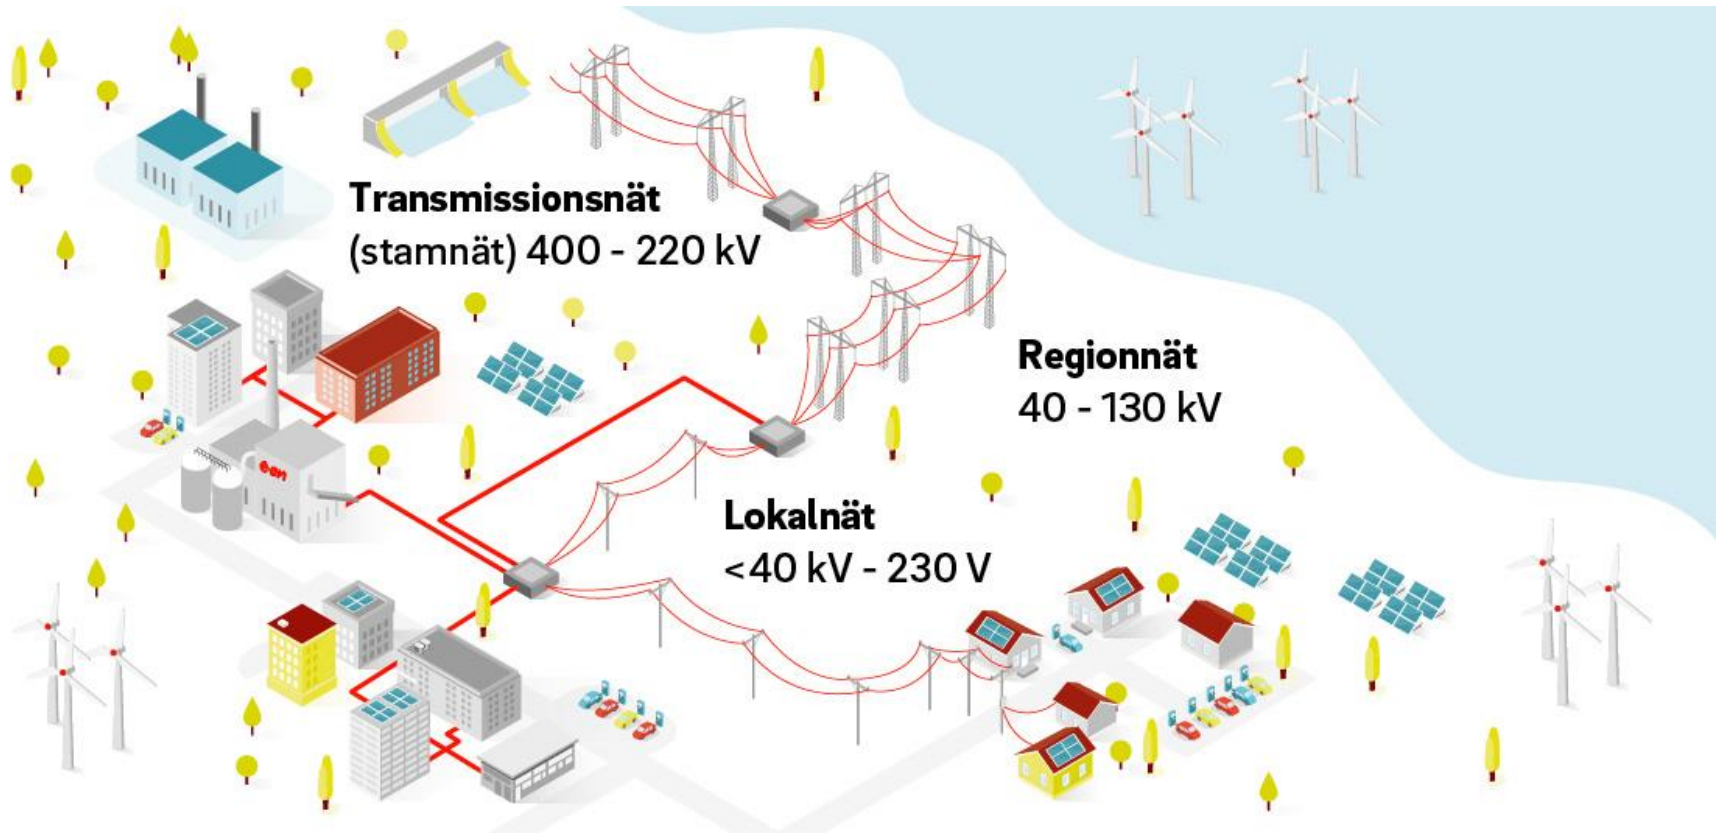 Transmissionsnät
(stamnät) 400 - 220 kV
Regionnät
40 - 130 kV
e·on
Lokalnät
<40 kV - 230 V